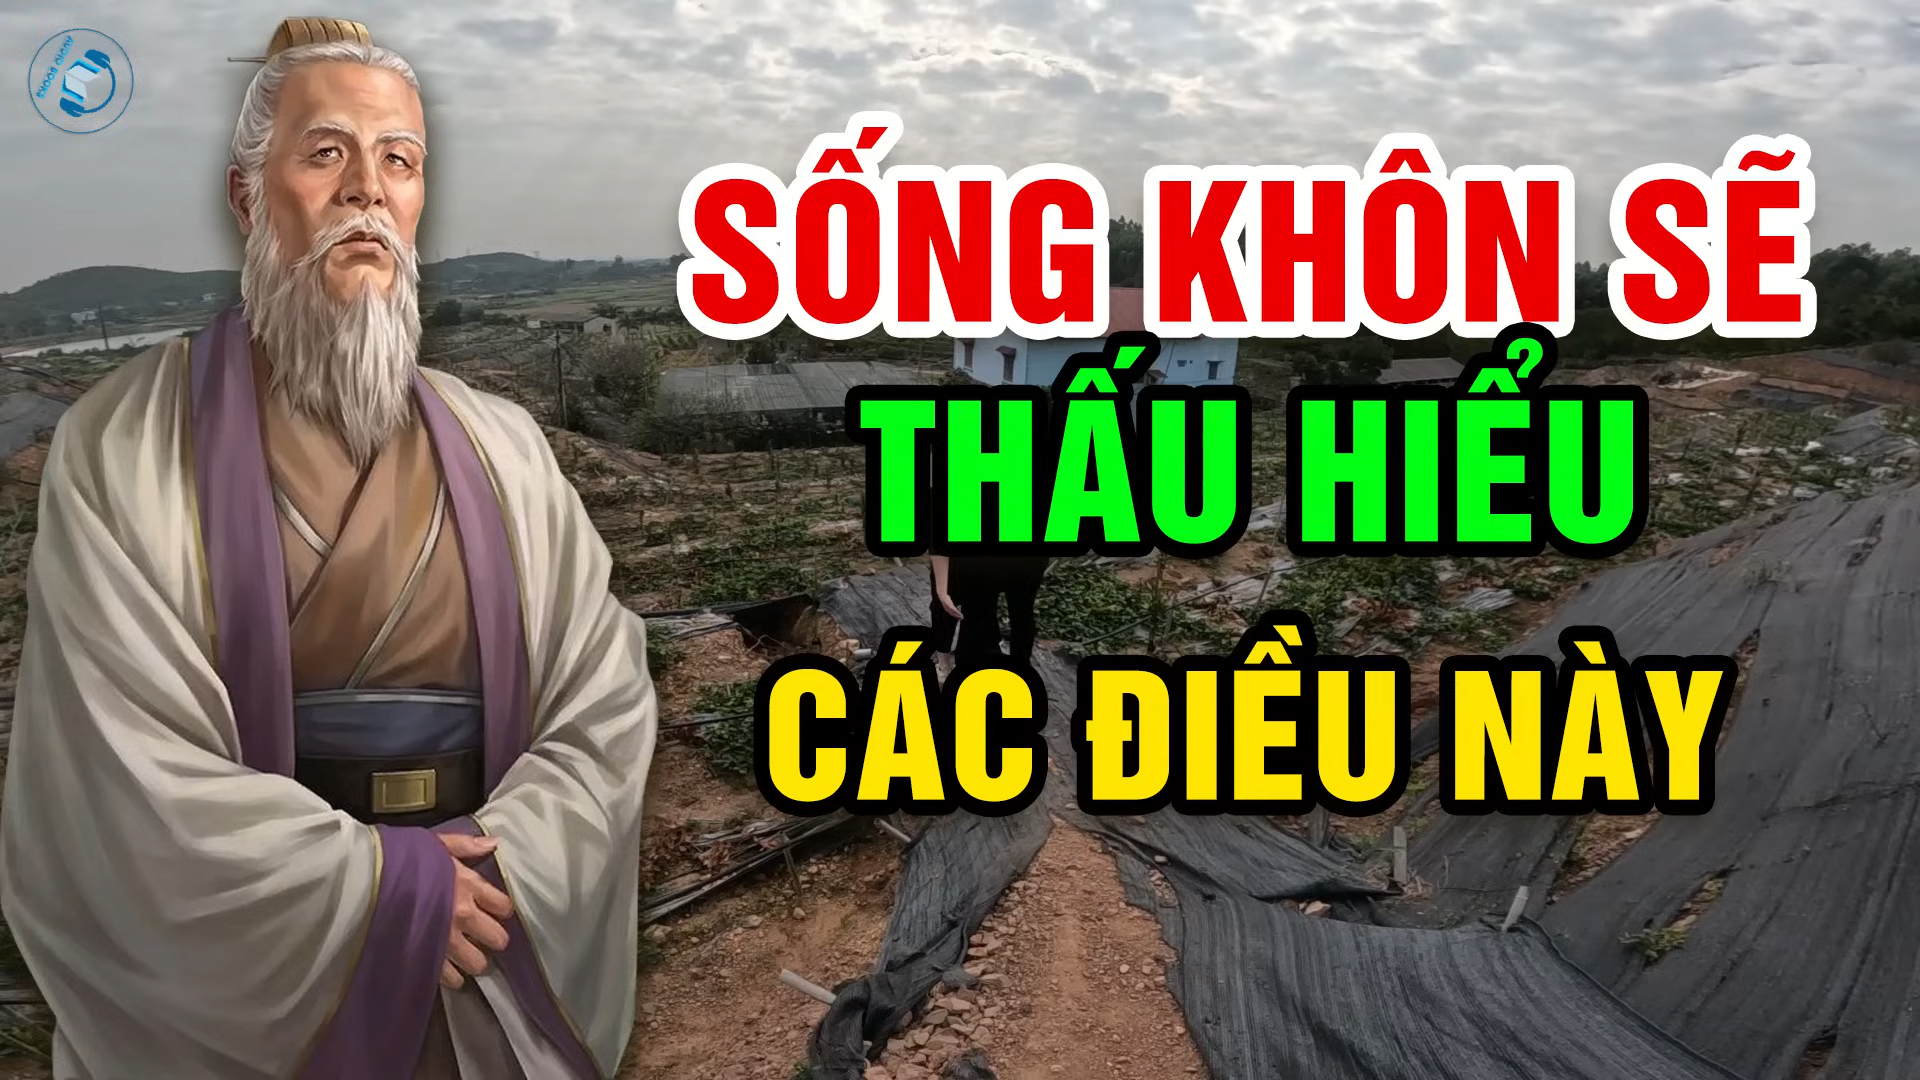 SỐNG KHÔN SẼ
THẤU HIỂU
CÁC ĐIỀU NÀY